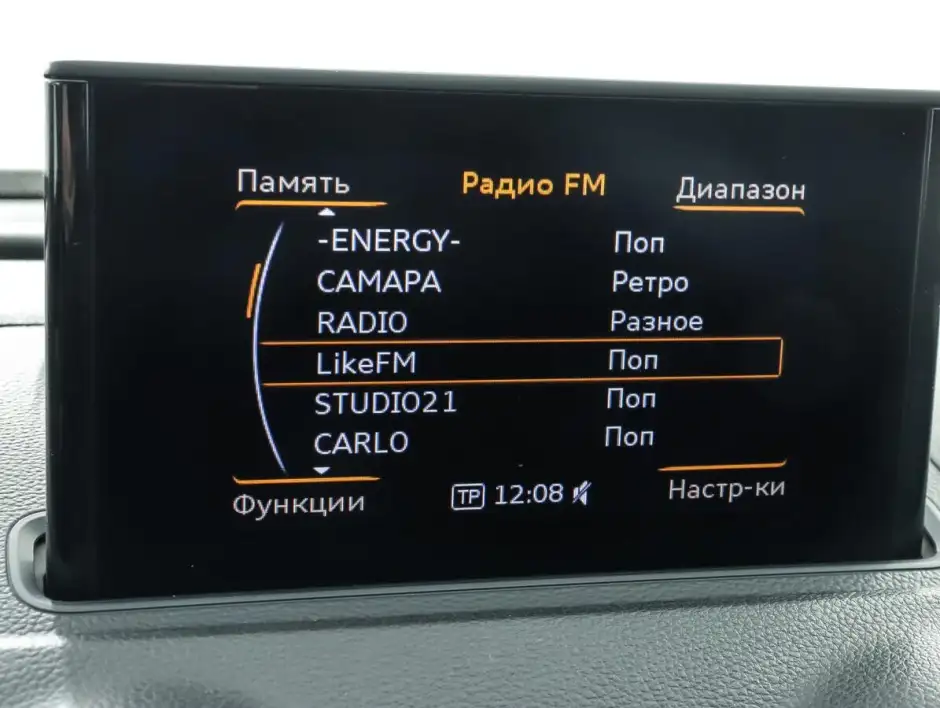 Память Радио FM Диапазон
-ENERGY- Поп
САМАРА Ретро
RADIO Разное
LikeFM Поп
STUDIO21 Поп
CARLO Поп
Функции TP 12:08 Настр-ки